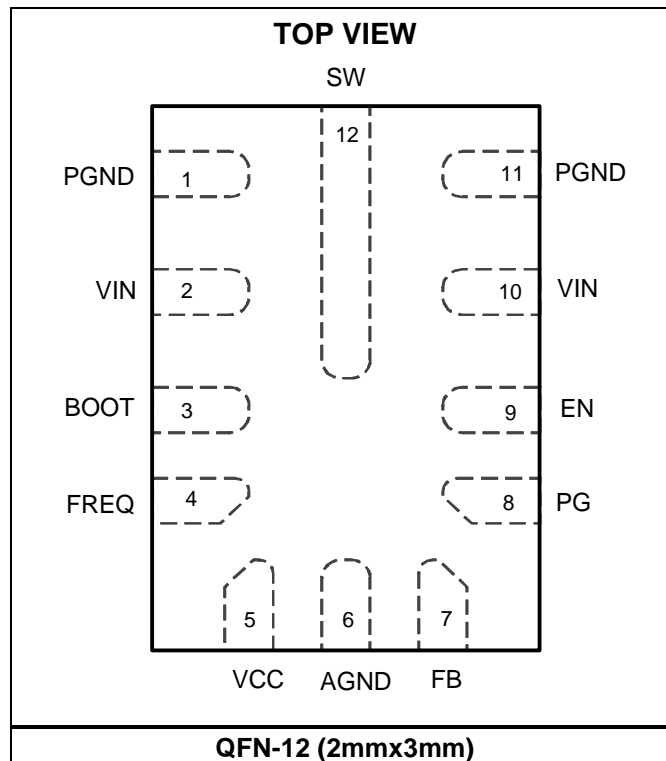 TOP VIEW
SW
12
PGND 1 11 PGND
VIN 2 10 VIN
BOOT 3 9 EN
FREQ 4 8 PG
5 6 7
VCC AGND FB
QFN-12 (2mmx3mm)